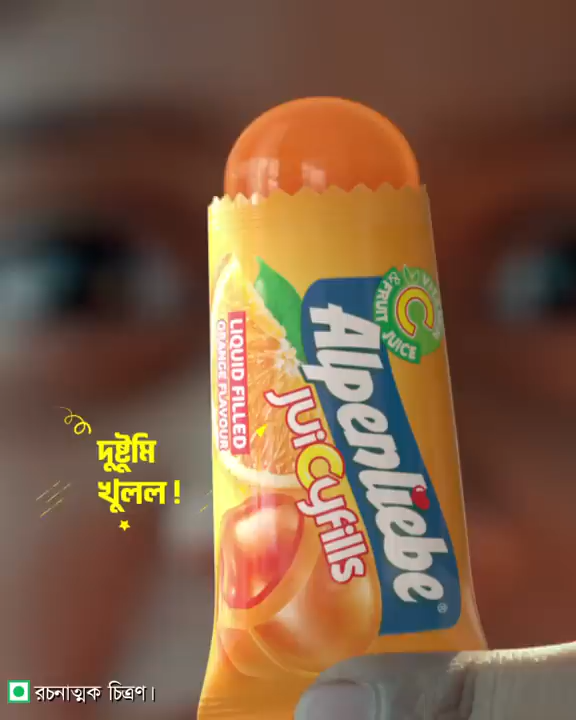 VITAMIN
C
& FRUIT JUICE
Alpenliebe®
Juicyfills
LIQUID FILLED
ORANGE FLAVOUR
দুষ্টুমি
খুলল !
রচনাত্মক চিত্রণ।